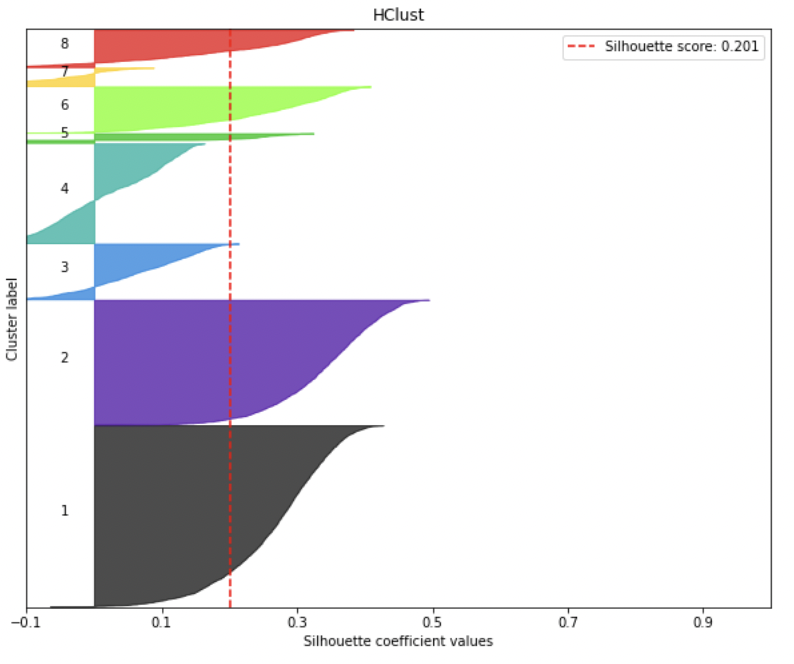 HClust
Silhouette score: 0.201
8
7
6
5
4
3
2
1
Cluster label
−0.1 0.1 0.3 0.5 0.7 0.9
Silhouette coefficient values